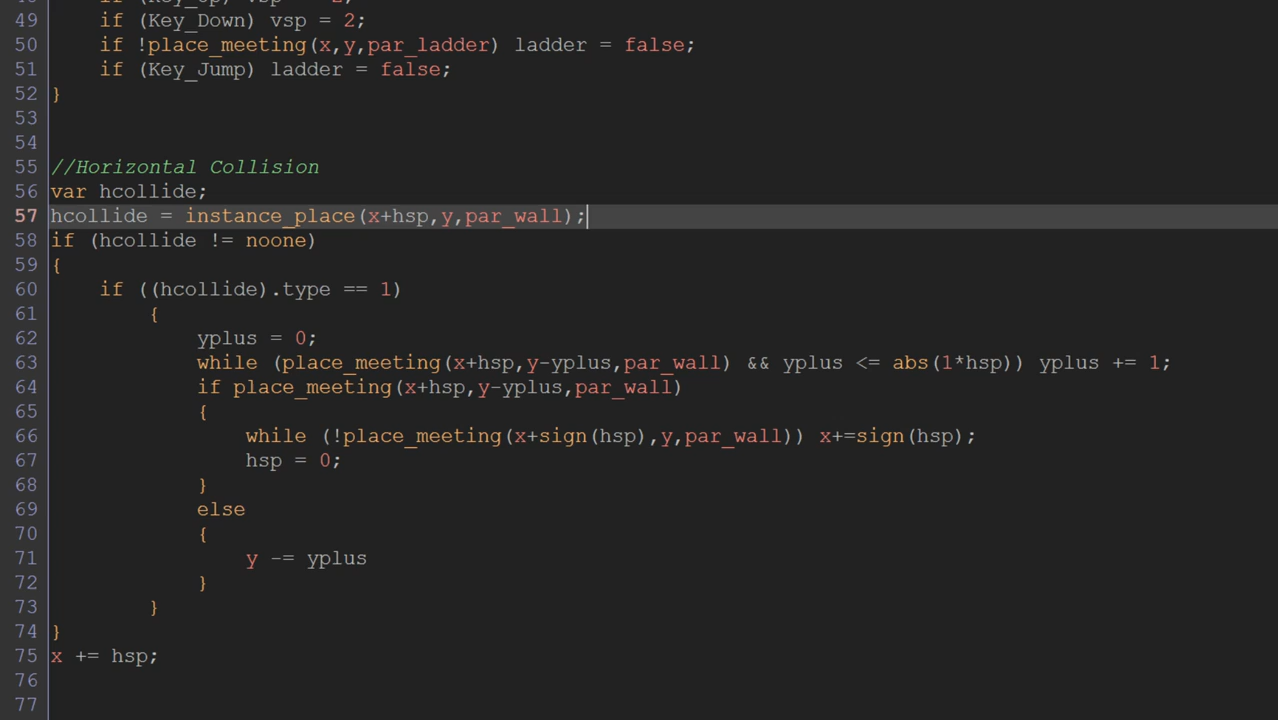 49 if (Key_Down) vsp = 2;
50 if !place_meeting(x,y,par_ladder) ladder = false;
51 if (Key_Jump) ladder = false;
52 }
53
54
55 //Horizontal Collision
56 var hcollide;
57 hcollide = instance_place(x+hsp,y,par_wall);
58 if (hcollide != noone)
59 {
60 if ((hcollide).type == 1)
61 {
62 yplus = 0;
63 while (place_meeting(x+hsp,y-yplus,par_wall) && yplus <= abs(1*hsp)) yplus += 1;
64 if place_meeting(x+hsp,y-yplus,par_wall)
65 {
66 while (!place_meeting(x+sign(hsp),y,par_wall)) x+=sign(hsp);
67 hsp = 0;
68 }
69 else
70 {
71 y -= yplus
72 }
73 }
74 }
75 x += hsp;
76
77